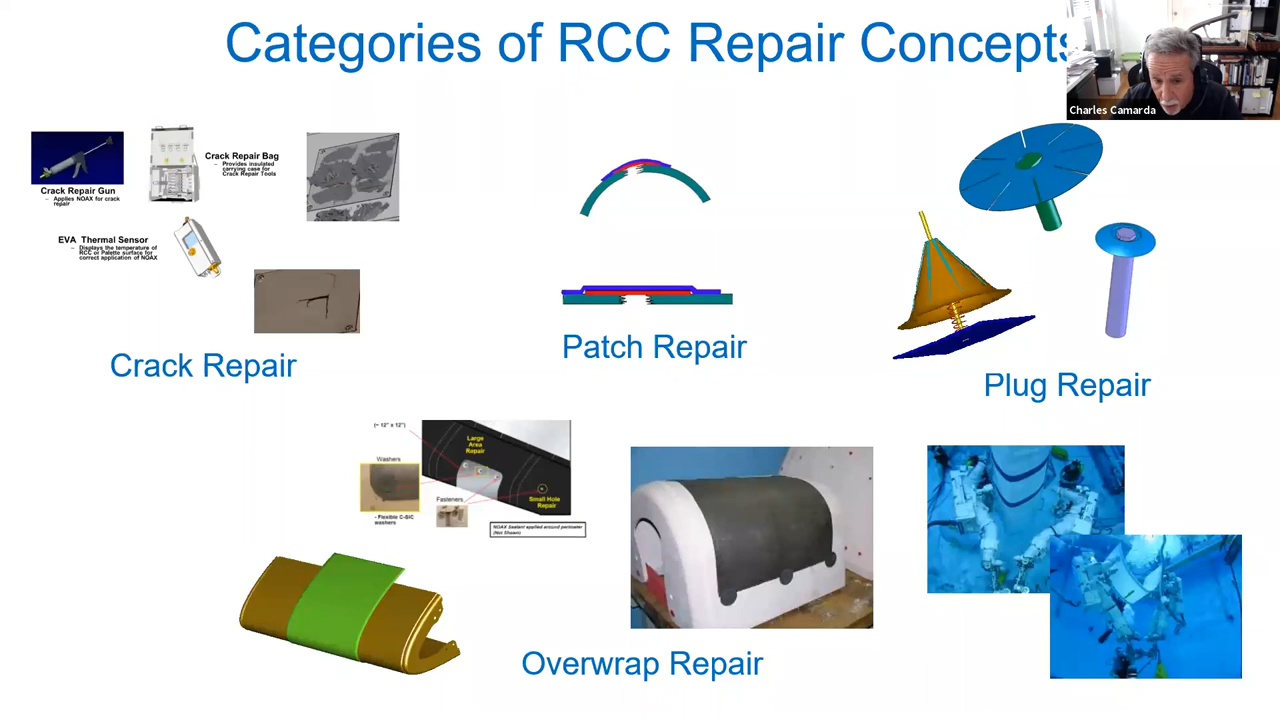 Categories of RCC Repair Concepts
Charles Camarda
Crack Repair Bag
– Provides insulated
carrying case for
Crack Repair Tools
Crack Repair Gun
– Applies NOAX for crack
repair
EVA Thermal Sensor
– Displays the temperature of
RCC or Palette surface for
correct application of NOAX
Crack Repair
Patch Repair
Plug Repair
(~ 12" x 12")
Large
Area
Repair
Washers
Fasteners
Small Hole
Repair
- Flexible C-SiC
washers
NOAX Sealant applied around perimeter
(Not Shown)
Overwrap Repair